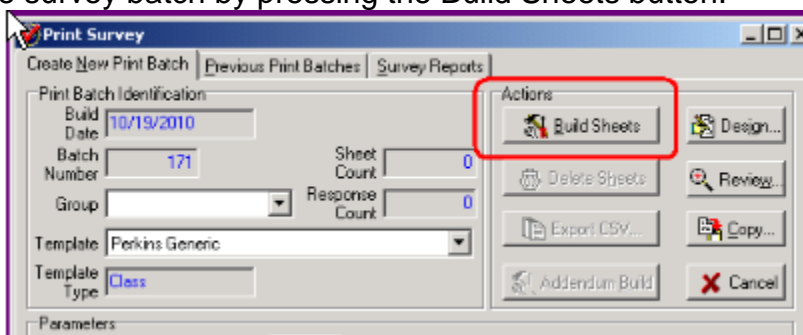 survey batch by pressing the Build Sheets button.
Print Survey
Create New Print Batch Previous Print Batches Survey Reports
Print Batch Identification
Build Date 10/19/2010
Batch Number 171 Sheet Count 0
Group Response Count 0
Template Perkins Generic
Template Type Class
Actions
Build Sheets Design...
Delete Sheets Review...
Export CSV... Copy...
Addendum Build Cancel
Parameters